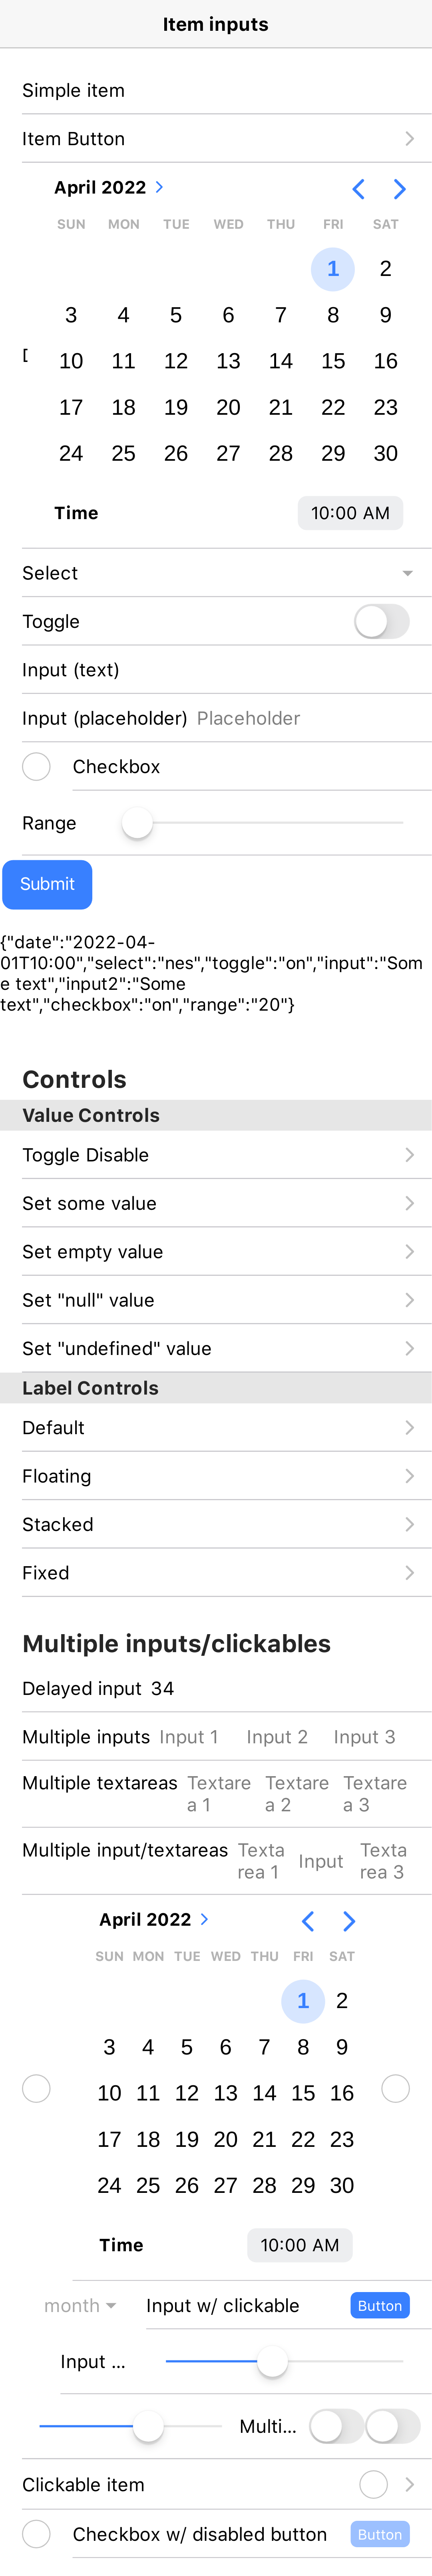 Item inputs
Simple item
Item Button
April 2022
SUN MON TUE WED THU FRI SAT
1 2
3 4 5 6 7 8 9
[ 10 11 12 13 14 15 16
17 18 19 20 21 22 23
24 25 26 27 28 29 30
Time 10:00 AM
Select
Toggle
Input (text)
Input (placeholder) Placeholder
Checkbox
Range
Submit
{"date":"2022-04-
01T10:00","select":"nes","toggle":"on","input":"Som
e text","input2":"Some
text","checkbox":"on","range":"20"}
Controls
Value Controls
Toggle Disable
Set some value
Set empty value
Set "null" value
Set "undefined" value
Label Controls
Default
Floating
Stacked
Fixed
Multiple inputs/clickables
Delayed input 34
Multiple inputs Input 1 Input 2 Input 3
Multiple textareas Textare Textare Textare
a 1 a 2 a 3
Multiple input/textareas Texta Input Texta
rea 1 rea 3
April 2022
SUN MON TUE WED THU FRI SAT
1 2
3 4 5 6 7 8 9
10 11 12 13 14 15 16
17 18 19 20 21 22 23
24 25 26 27 28 29 30
Time 10:00 AM
month Input w/ clickable Button
Input ...
Multi...
Clickable item
Checkbox w/ disabled button Button